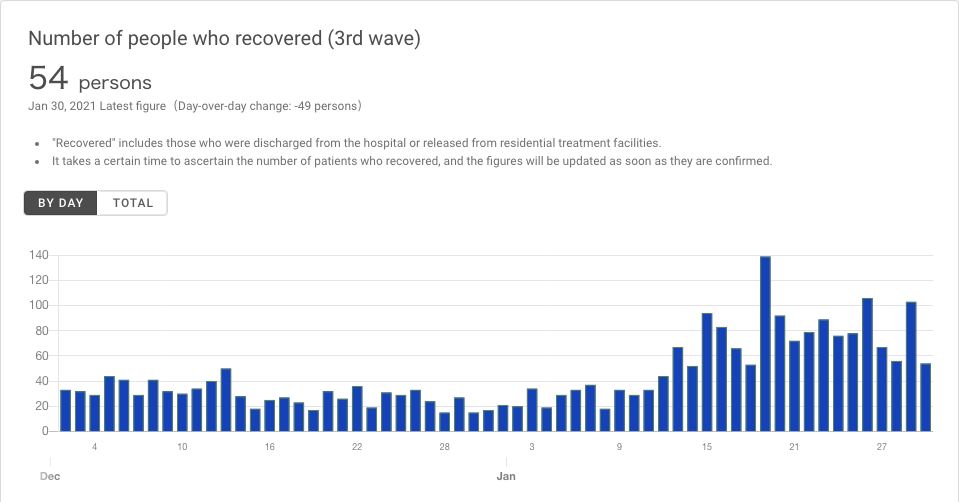 Number of people who recovered (3rd wave)
54 persons
Jan 30, 2021 Latest figure (Day-over-day change: -49 persons)
• "Recovered" includes those who were discharged from the hospital or released from residential treatment facilities.
• It takes a certain time to ascertain the number of patients who recovered, and the figures will be updated as soon as they are confirmed.
BY DAY TOTAL
140
120
100
80
60
40
20
0
4 10 16 22 28 3 9 15 21 27
Dec Jan